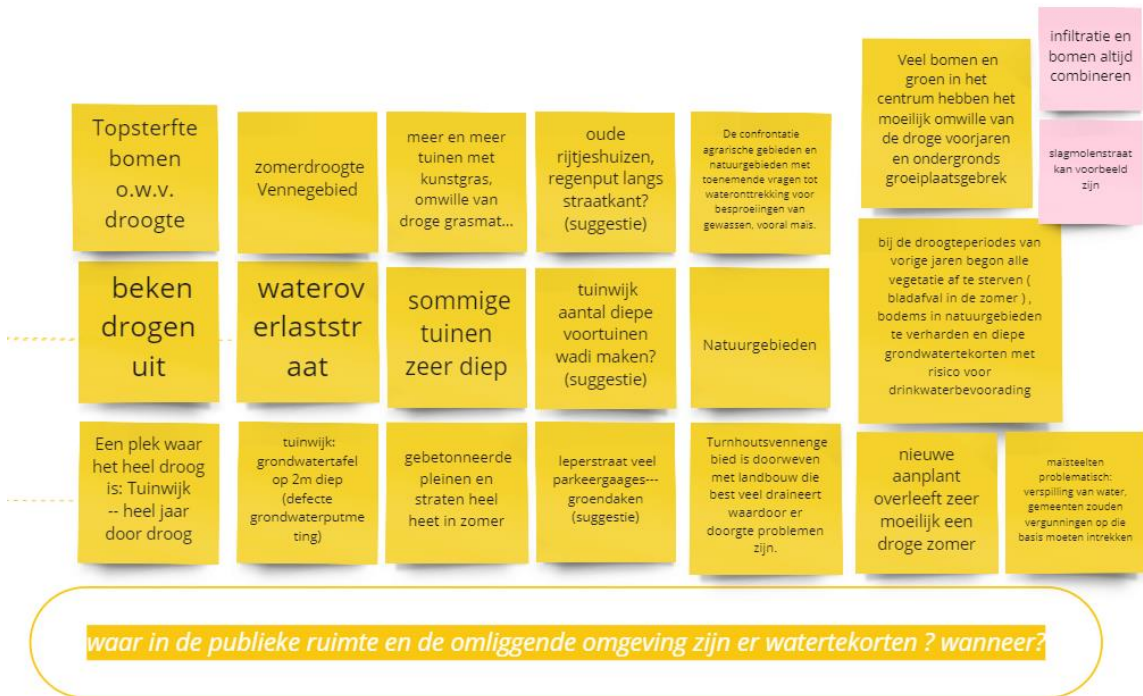 Topsterfte
bomen
o.w.v.
droogte
zomerdroogte
Vennegebied
meer en meer
tuinen met
kunstgras,
omwille van
droge grasmat...
oude
rijtjeshuizen,
regenput langs
straatkant?
(suggestie)
De confrontatie
agrarische gebieden en
natuurgebieden met
toenemende vragen tot
wateronttrekking voor
besproeiingen van
gewassen, vooral maïs.
Veel bomen en
groen in het
centrum hebben het
moeilijk omwille van
de droge voorjaren
en ondergronds
groeiplaatsgebrek
infiltratie en
bomen altijd
combineren
slagmolenstraat
kan voorbeeld
zijn
beken
drogen
uit
waterov
erlaststr
aat
sommige
tuinen
zeer diep
tuinwijk
aantal diepe
voortuinen
wadi maken?
(suggestie)
Natuurgebieden
bij de droogteperiodes van
vorige jaren begon alle
vegetatie af te sterven (
bladafval in de zomer ) ,
bodems in natuurgebieden
te verharden en diepe
grondwatertekorten met
risico voor
drinkwaterbevoorading
Een plek waar
het heel droog
is: Tuinwijk
-- heel jaar
door droog
tuinwijk:
grondwatertafel
op 2m diep
(defecte
grondwaterputme
ting)
gebetonneerde
pleinen en
straten heel
heet in zomer
Ieperstraat veel
parkeergaages---
groendaken
(suggestie)
Turnhoutsvennenge
bied is doorweven
met landbouw die
best veel draineert
waardoor er
doorgte problemen
zijn.
nieuwe
aanplant
overleeft zeer
moeilijk een
droge zomer
maïsteelten
problematisch:
verspilling van water,
gemeenten zouden
vergunningen op die
basis moeten intrekken
waar in de publieke ruimte en de omliggende omgeving zijn er watertekorten ? wanneer?